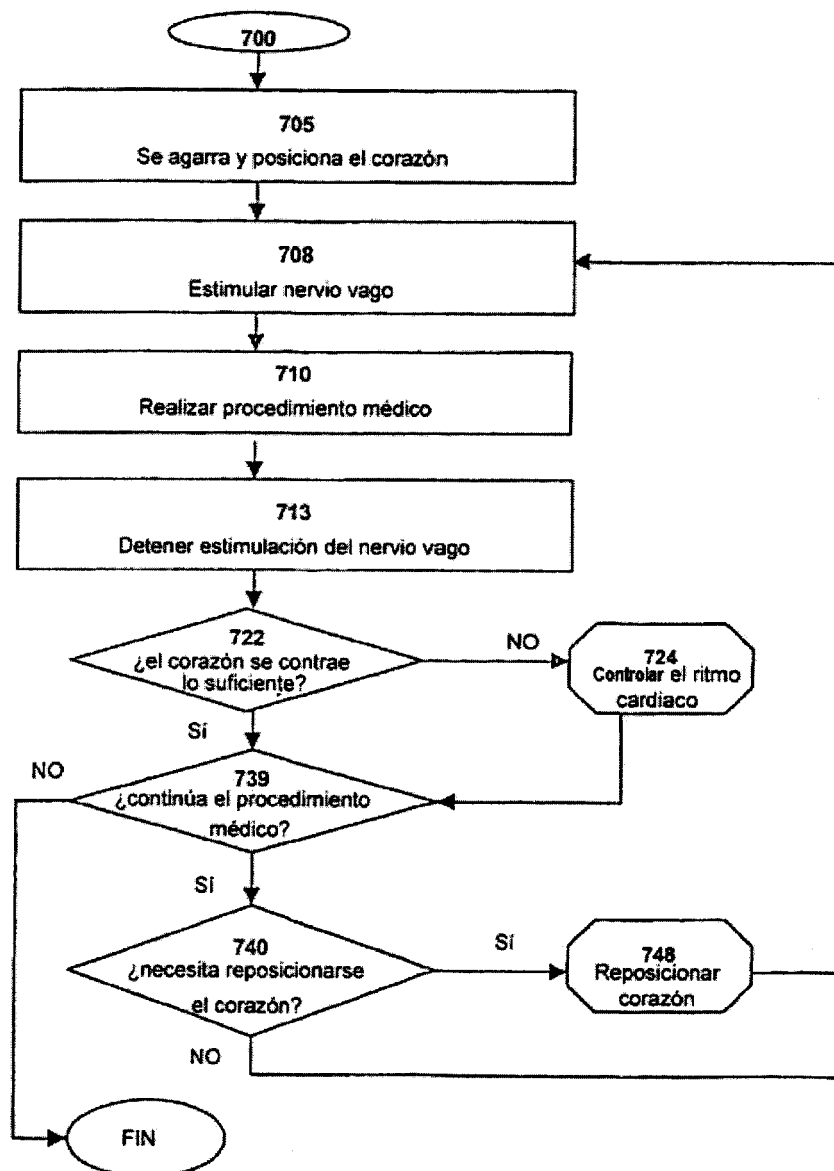 700
705
Se agarra y posiciona el corazón
708
Estimular nervio vago
710
Realizar procedimiento médico
713
Detener estimulación del nervio vago
722
¿el corazón se contrae
lo suficiente?
NO
724
Controlar el ritmo
cardíaco
Sí
NO
739
¿continúa el procedimiento
médico?
Sí
740
¿necesita reposicionarse
el corazón?
Sí
748
Reposicionar
corazón
NO
FIN